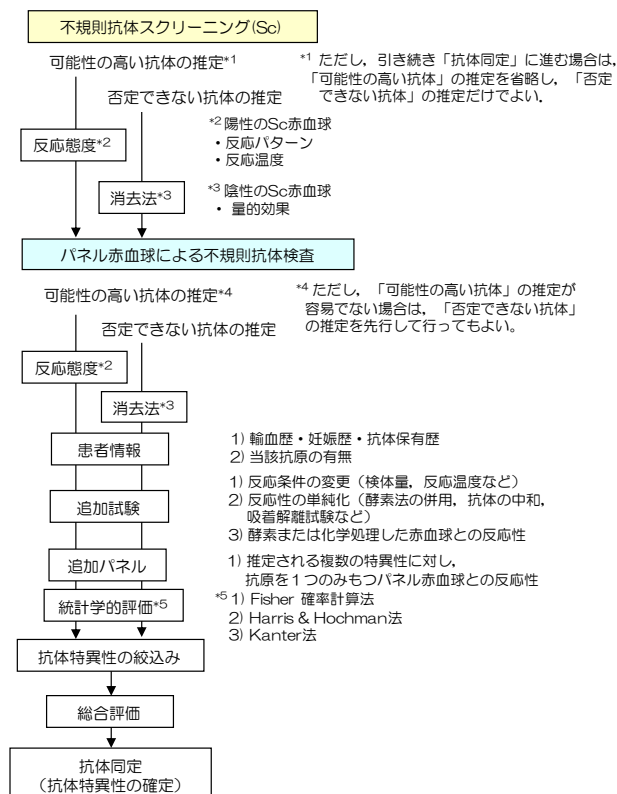 不規則抗体スクリーニング(Sc)
可能性の高い抗体の推定*1
*1 ただし，引き続き「抗体同定」に進む場合は，
「可能性の高い抗体」の推定を省略し，「否定
できない抗体」の推定だけでよい．
否定できない抗体の推定
*2 陽性のSc赤血球
・反応パターン
・反応温度
反応態度*2
*3 陰性のSc赤血球
・ 量的効果
消去法*3
パネル赤血球による不規則抗体検査
可能性の高い抗体の推定*4
*4 ただし，「可能性の高い抗体」の推定が
容易でない場合は，「否定できない抗体」
の推定を先行して行ってもよい。
否定できない抗体の推定
反応態度*2
消去法*3
患者情報
1) 輸血歴・妊娠歴・抗体保有歴
2) 当該抗原の有無
追加試験
1) 反応条件の変更（検体量，反応温度など）
2) 反応性の単純化（酵素法の併用，抗体の中和，
吸着解離試験など）
3) 酵素または化学処理した赤血球との反応性
追加パネル
1) 推定される複数の特異性に対し，
抗原を１つのみもつパネル赤血球との反応性
統計学的評価*5
*5 1) Fisher 確率計算法
2) Harris & Hochman法
3) Kanter法
抗体特異性の絞込み
総合評価
抗体同定
（抗体特異性の確定）